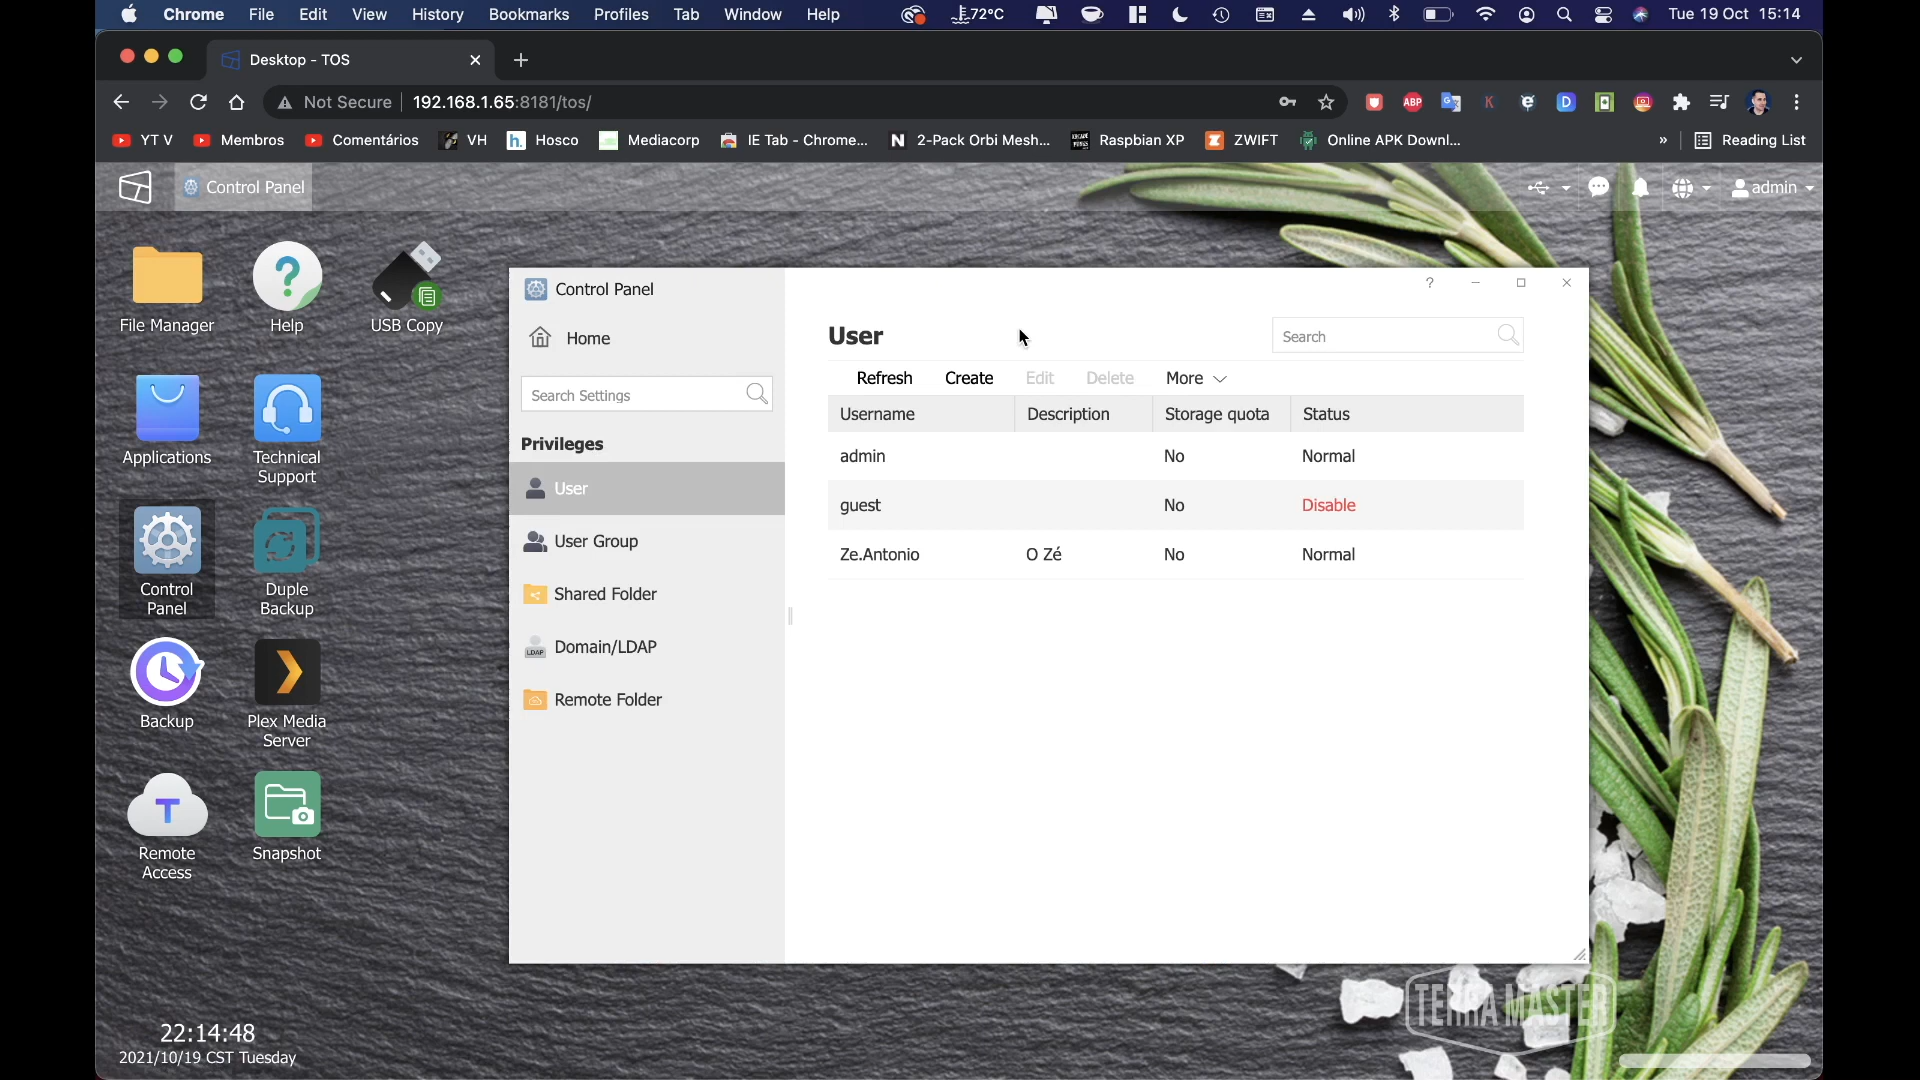 Chrome File Edit View History Bookmarks Profiles Tab Window Help 72°C Tue 19 Oct 15:14
Desktop - TOS
Not Secure 192.168.1.65:8181/tos/ ABP K D
YT V Membros Comentários VH h. Hosco Mediacorp IE Tab - Chrome... N 2-Pack Orbi Mesh... Raspbian XP ZWIFT Online APK Downl... » Reading List
Control Panel admin
File Manager
Help
USB Copy
Applications
Technical
Support
Control
Panel
Duple
Backup
Backup
Plex Media
Server
T
Remote
Access
Snapshot
Control Panel
Home
Search Settings
Privileges
User
User Group
Shared Folder
LDAP Domain/LDAP
Remote Folder
User
Search
Refresh Create Edit Delete More
Username Description Storage quota Status
admin No Normal
guest No Disable
Ze.Antonio O Zé No Normal
TERRAMASTER
22:14:48
2021/10/19 CST Tuesday